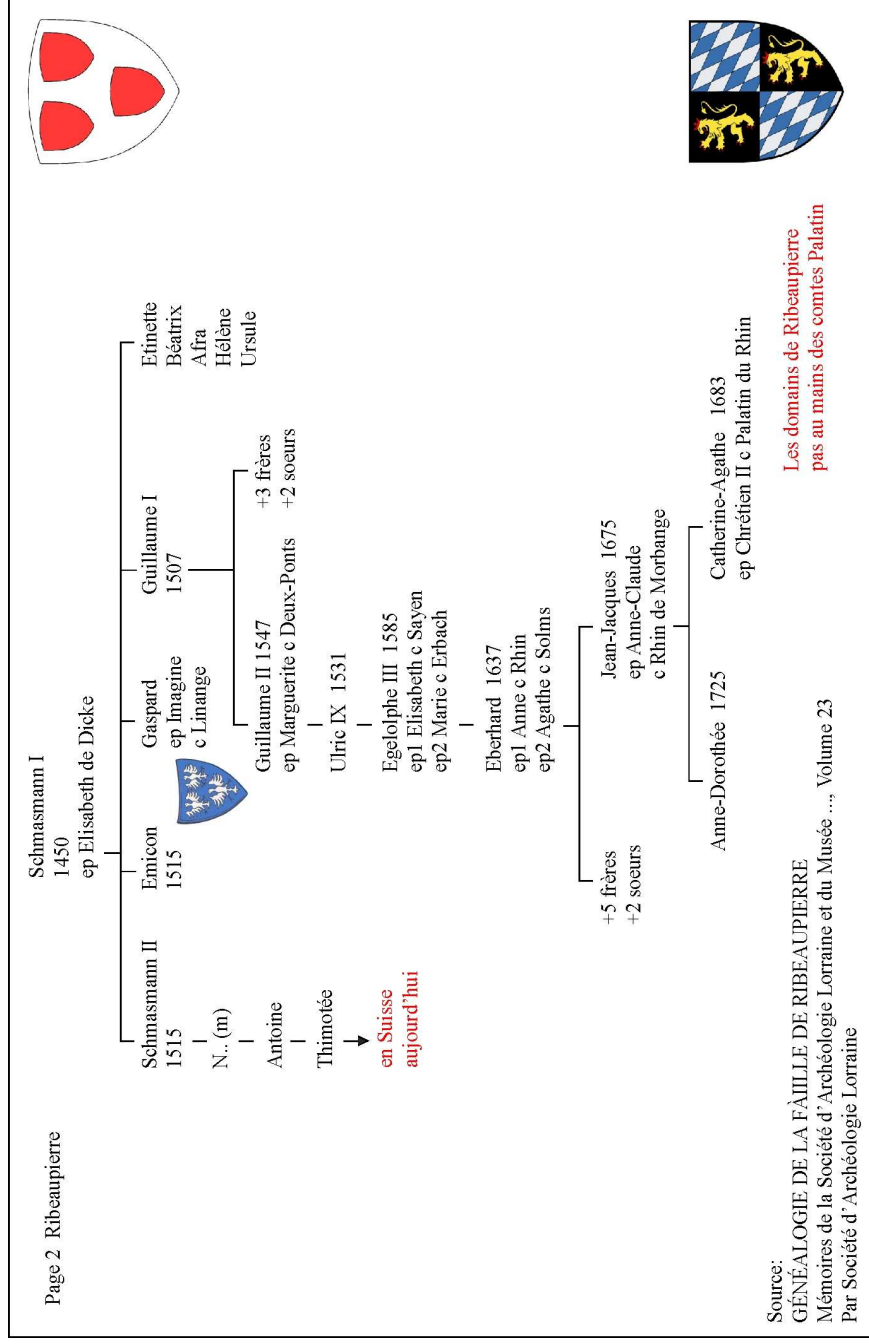 Page 2 Ribeaupierre
Schmasmann I
1450
ep Elisabeth de Dicke
Schmasmann II
1515
N.. (m)
Antoine
Thimotée
en Suisse
aujourd'hui
Emicon
1515
Gaspard
ep Imagine
c Linange
Guillaume I
1507
Etinette
Béatrix
Afra
Hélène
Ursule
Guillaume II 1547
ep Marguerite c Deux-Ponts
+3 frères
+2 soeurs
Ulric IX 1531
Egelolphe III 1585
ep1 Elisabeth c Sayen
ep2 Marie c Erbach
Eberhard 1637
ep1 Anne c Rhin
ep2 Agathe c Solms
+5 frères
+2 soeurs
Jean-Jacques 1675
ep Anne-Claude
c Rhin de Morbange
Anne-Dorothée 1725
Catherine-Agathe 1683
ep Chrétien II c Palatin du Rhin
Les domains de Ribeaupierre
pas au mains des comtes Palatin
Source:
GÉNÉALOGIE DE LA FÀIILLE DE RIBEAUPIERRE
Mémoires de la Société d'Archéologie Lorraine et du Musée ..., Volume 23
Par Société d'Archéologie Lorraine